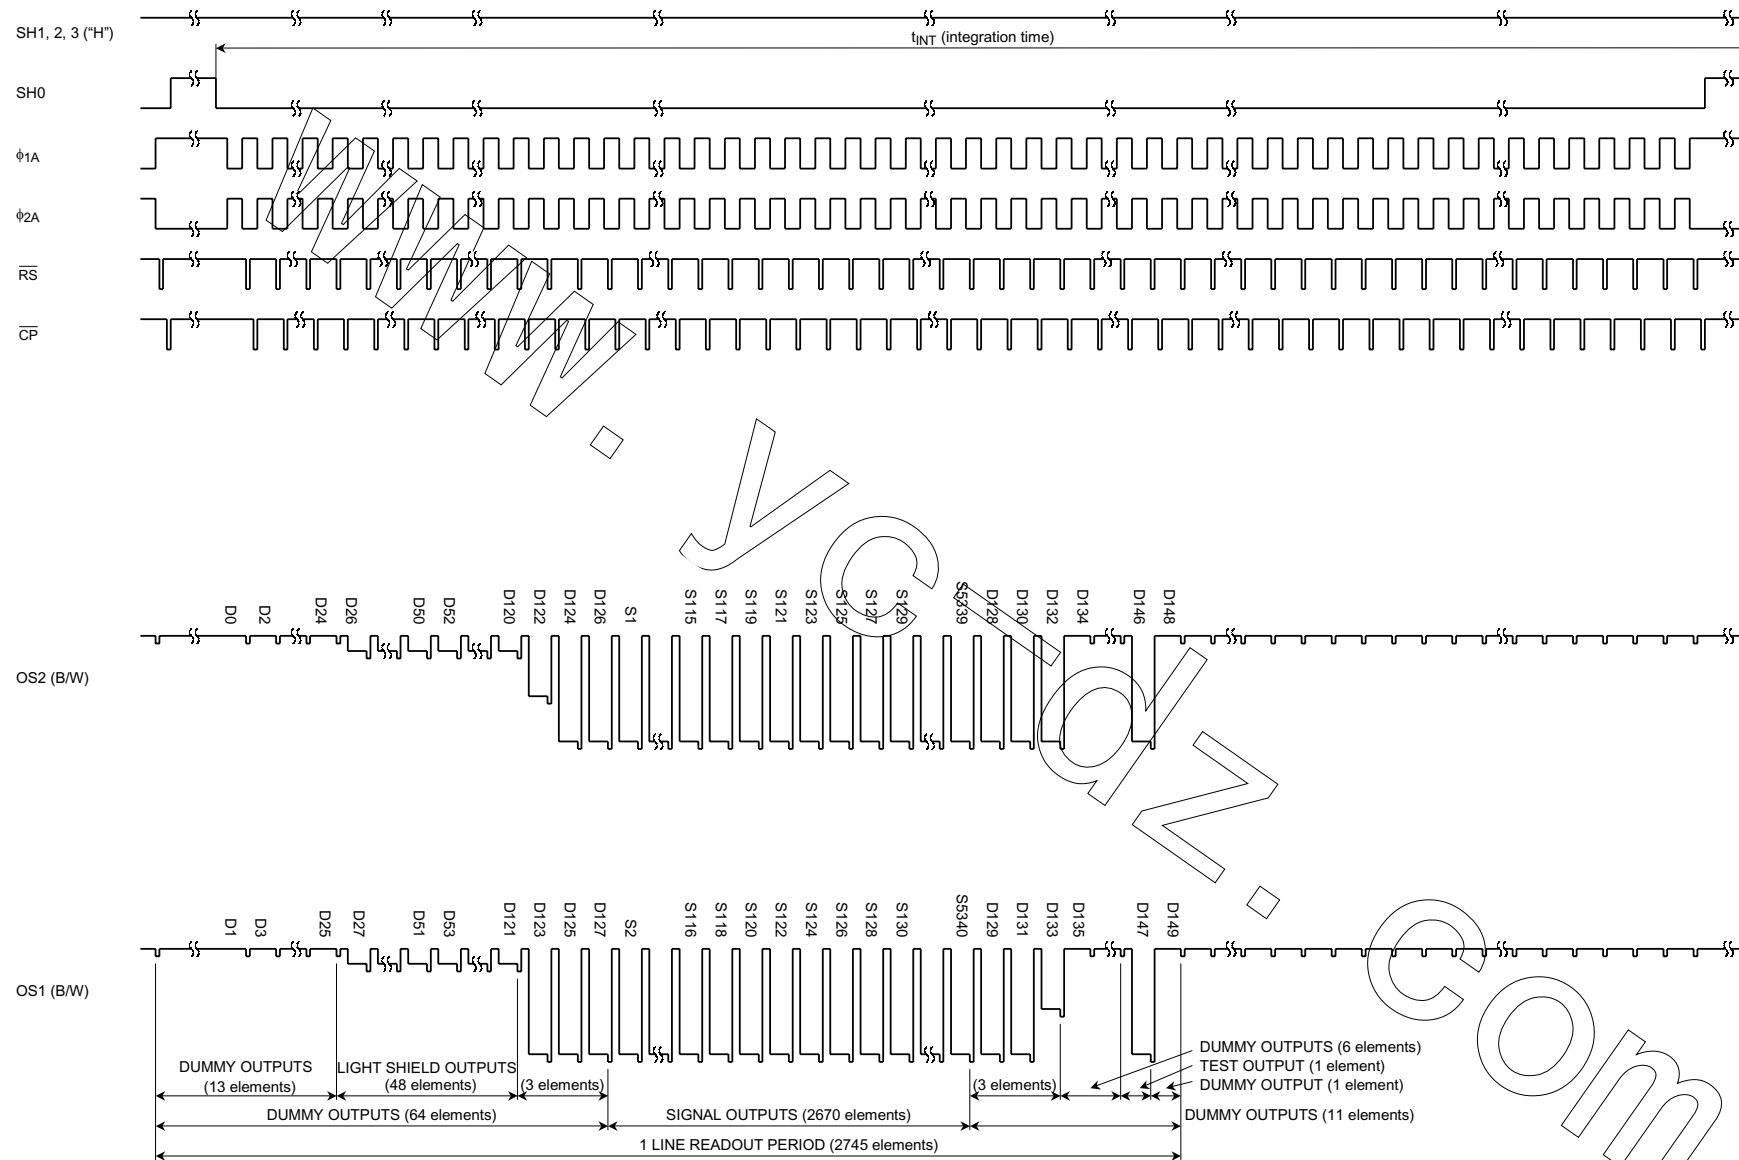 SH1, 2, 3 (“H”)
tINT (integration time)
SH0
ϕ1A
ϕ2A
RS
CP
D0 D2 D24 D26 D50 D52 D120 D122 D124 D126 S1 S115 S117 S119 S121 S123 S125 S127 S129 S5339 D128 D130 D132 D134 D146 D148
OS2 (B/W)
D1 D3 D25 D27 D51 D53 D121 D123 D125 D127 S2 S116 S118 S120 S122 S124 S126 S128 S130 S5340 D129 D131 D133 D135 D147 D149
OS1 (B/W)
DUMMY OUTPUTS
(13 elements)
LIGHT SHIELD OUTPUTS
(48 elements)
(3 elements)
(3 elements)
DUMMY OUTPUTS (6 elements)
TEST OUTPUT (1 element)
DUMMY OUTPUT (1 element)
DUMMY OUTPUTS (64 elements)
SIGNAL OUTPUTS (2670 elements)
DUMMY OUTPUTS (11 elements)
1 LINE READOUT PERIOD (2745 elements)
www.yc-dz.com